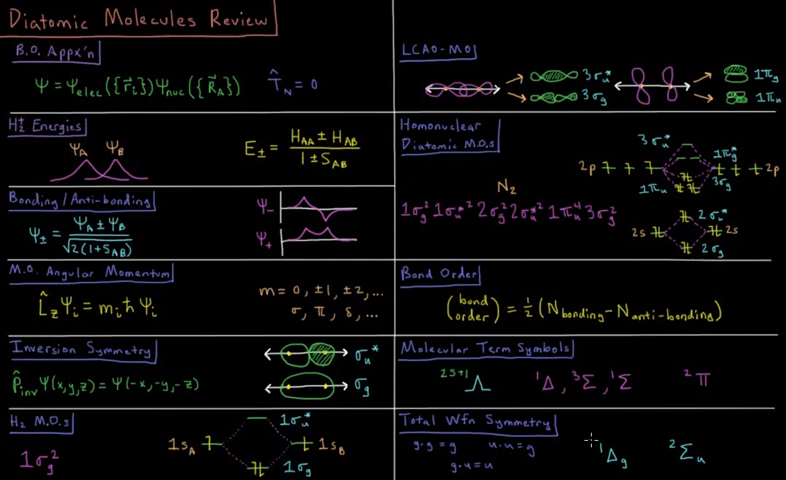 Diatomic Molecules Review
B.O. Appx'n
Ψ = Ψelec({r⃗i})Ψnuc({R⃗A})
T̂N = 0
H2+ Energies
ΨA ΨB
E± = (HAA ± HAB) / (1 ± SAB)
Bonding/Anti-bonding
Ψ± = (ΨA ± ΨB) / √2(1+SAB)
Ψ-
Ψ+
M.O. Angular Momentum
L̂z Ψi = mi ħ Ψi
m = 0, ±1, ±2, ...
σ, π, δ, ...
Inversion Symmetry
P̂inv Ψ(x,y,z) = Ψ(-x,-y,-z)
σu*
σg
H2 M.O.s
1σg²
1σu*
1sA 1sB
1σg
LCAO-MO
3σu*
3σg
1πg
1πu
Homonuclear
Diatomic M.O.s
N2
1σg² 1σu*² 2σg² 2σu*² 1πu⁴ 3σg²
3σu*
1πg*
2p 2p
1πu 3σg
2σu*
2s 2s
2σg
Bond Order
(bond order) = ½ (Nbonding - Nanti-bonding)
Molecular Term Symbols
2S+1Λ
¹Δ, ³Σ, ¹Σ
²Π
Total Wfn Symmetry
g·g = g u·u = g
g·u = u
¹Δg
²Σu